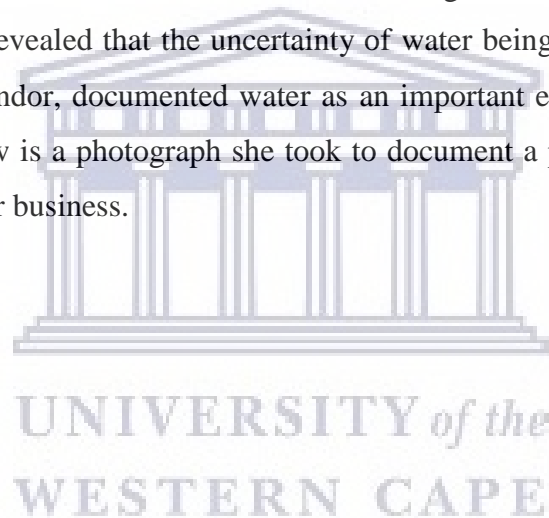 evealed that the uncertainty of water being
ndor, documented water as an important e
is a photograph she took to document a
business.
UNIVERSITY of the
WESTERN CAPE